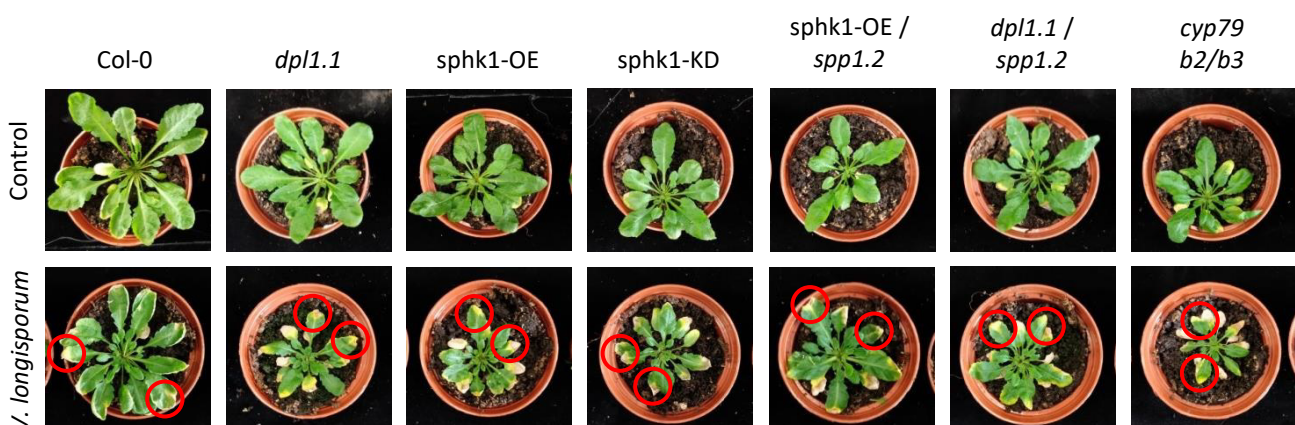 Col-0
dpl1.1
sphk1-OE
sphk1-KD
sphk1-OE /
spp1.2
dpl1.1 /
spp1.2
cyp79
b2/b3
Control
longisporum